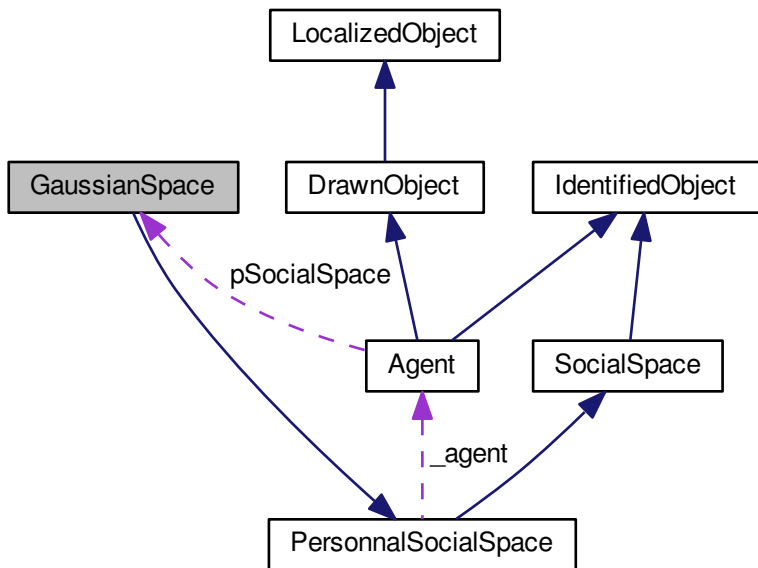 LocalizedObject
GaussianSpace
DrawnObject
IdentifiedObject
pSocialSpace
Agent
SocialSpace
_agent
PersonnalSocialSpace